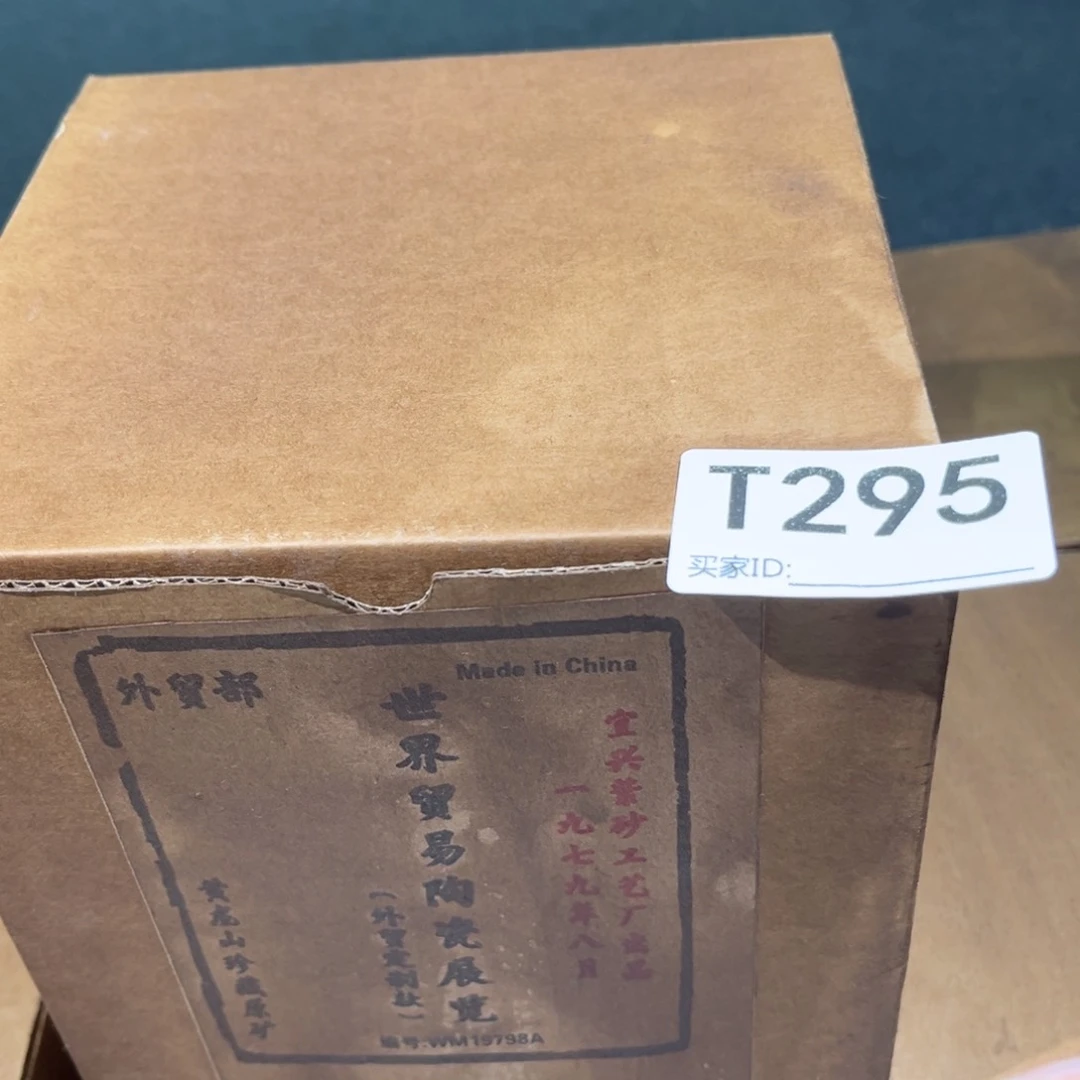 T295
买家ID:
外贸部
Made in China
宜兴紫砂工艺厂出品
一九七九年八月
世界贸易陶瓷展览
(外贸定制款)
黄龙山珍藏原矿
编号:WM19798A